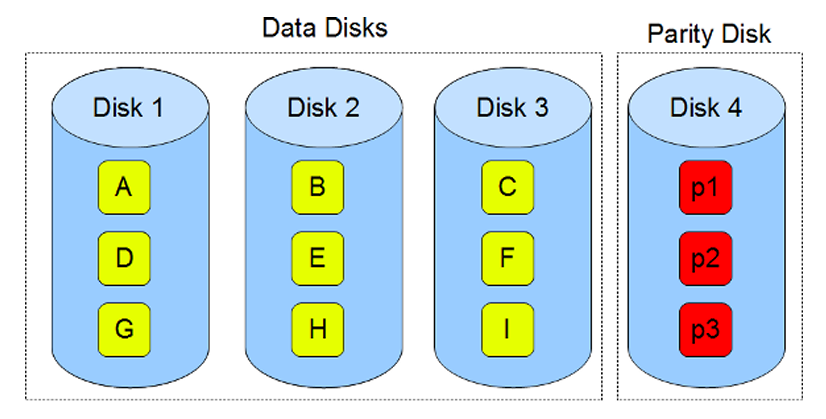 Data Disks
Parity Disk
Disk 1
Disk 2
Disk 3
Disk 4
A
B
C
p1
D
E
F
p2
G
H
I
p3